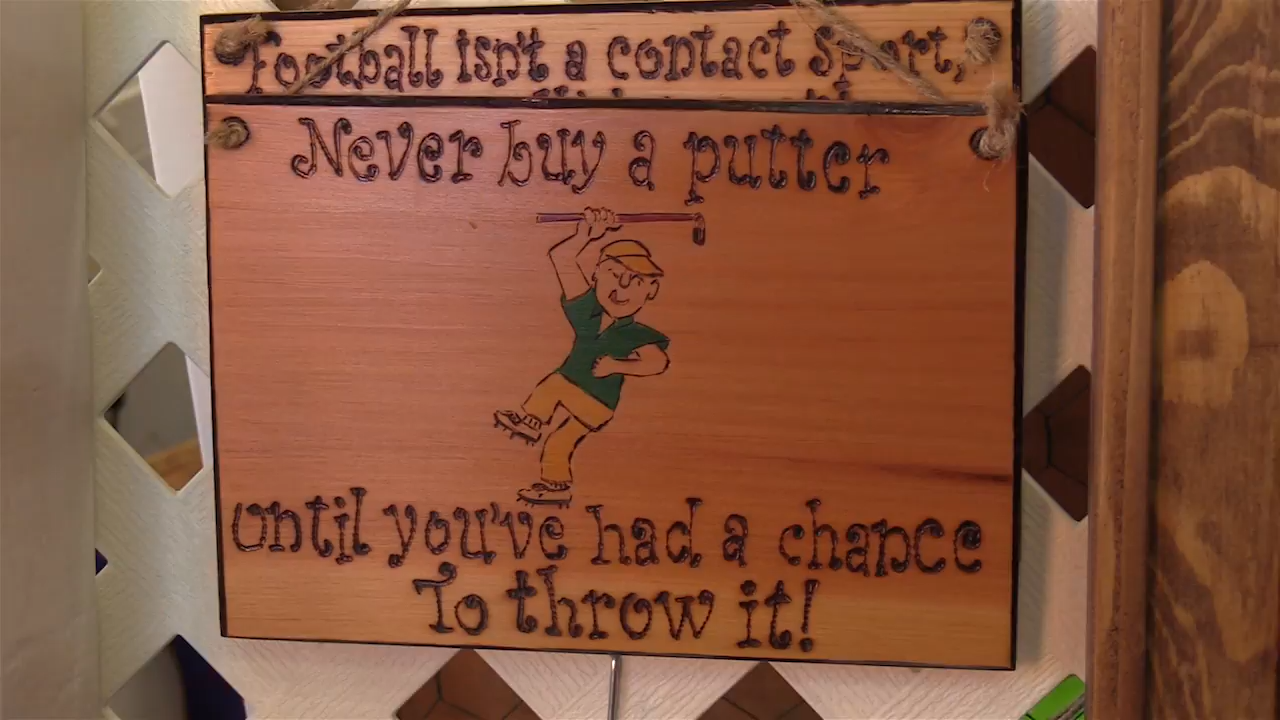 Football isn't a contact sport,
Never buy a putter
until you've had a chance
To throw it!